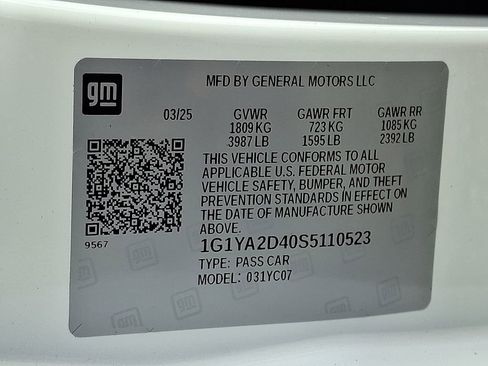 gm
MFD BY GENERAL MOTORS LLC
03/25 GVWR GAWR FRT GAWR RR
1809 KG 723 KG 1085 KG
3987 LB 1595 LB 2392 LB
THIS VEHICLE CONFORMS TO ALL
APPLICABLE U.S. FEDERAL MOTOR
VEHICLE SAFETY, BUMPER, AND THEFT
PREVENTION STANDARDS IN EFFECT ON
THE DATE OF MANUFACTURE SHOWN
ABOVE.
9567
1G1YA2D40S5110523
TYPE: PASS CAR
MODEL: 031YC07